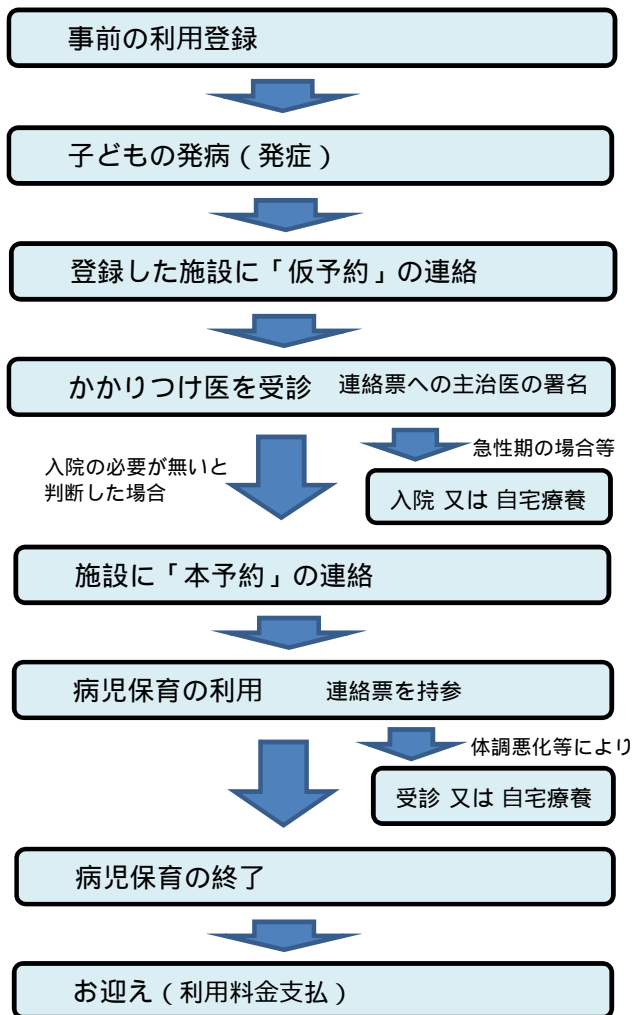 事前の利用登録
子どもの発病（発症）
登録した施設に「仮予約」の連絡
かかりつけ医を受診　連絡票への主治医の署名
急性期の場合等
入院の必要が無いと
判断した場合
入院 又は 自宅療養
施設に「本予約」の連絡
病児保育の利用　連絡票を持参
体調悪化等により
受診 又は 自宅療養
病児保育の終了
お迎え（利用料金支払）